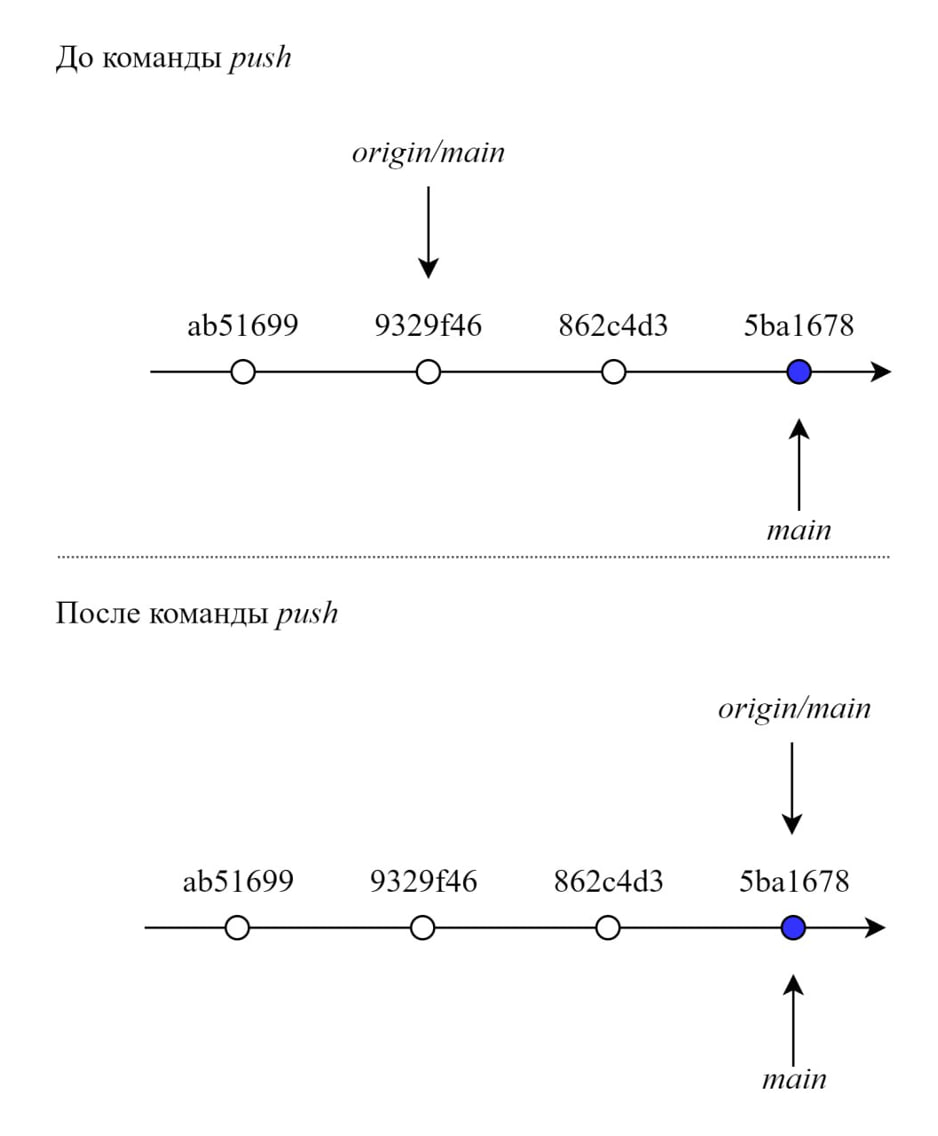 До команды push
origin/main
ab51699 9329f46 862c4d3 5ba1678
main
После команды push
origin/main
ab51699 9329f46 862c4d3 5ba1678
main